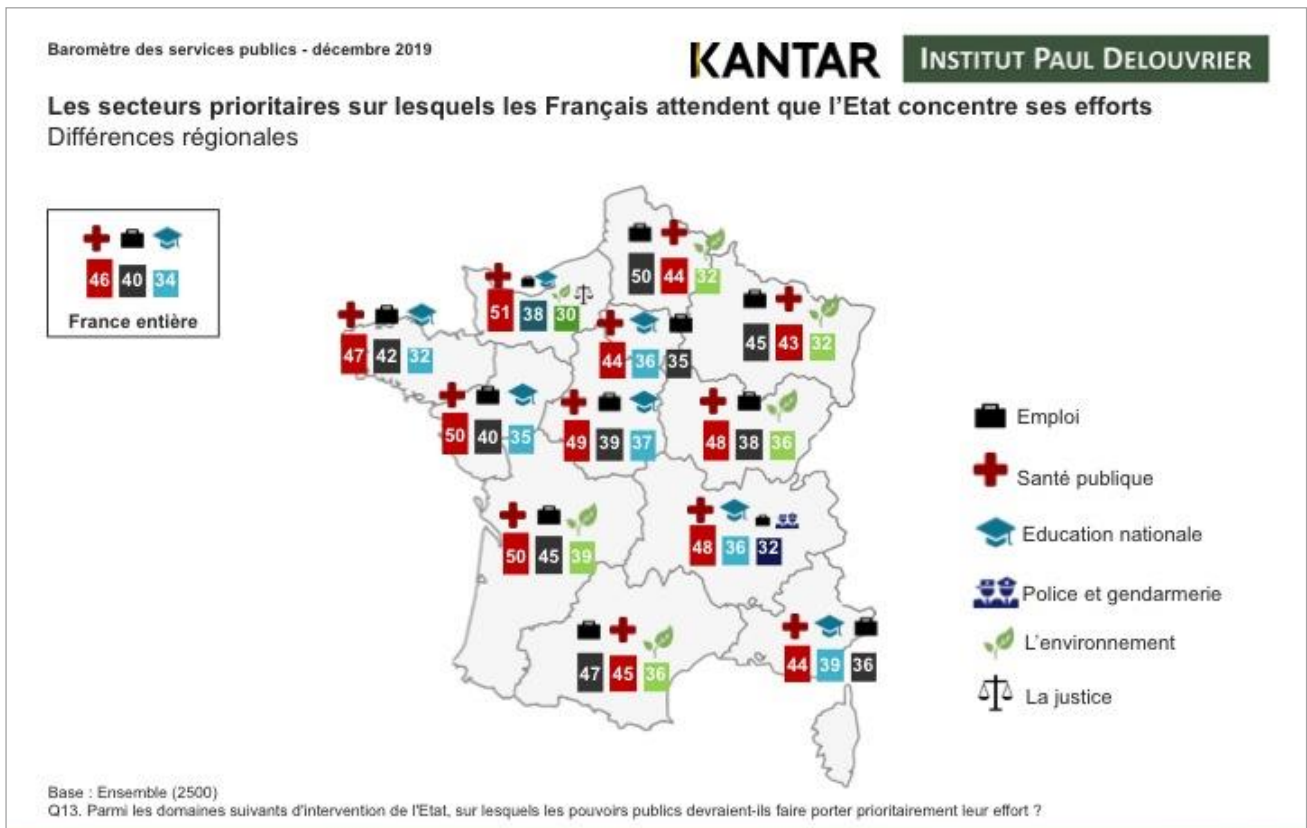 Baromètre des services publics - décembre 2019
KANTAR
INSTITUT PAUL DELOUVRIER
Les secteurs prioritaires sur lesquels les Français attendent que l'Etat concentre ses efforts
Différences régionales
46 40 34
France entière
50 44 32
51 38 30
45 43 32
47 42 32
44 36 35
50 40 35
49 39 37
48 38 36
50 45 39
48 36 32
47 45 36
44 39 36
Emploi
Santé publique
Education nationale
Police et gendarmerie
L'environnement
La justice
Base : Ensemble (2500)
Q13. Parmi les domaines suivants d'intervention de l'Etat, sur lesquels les pouvoirs publics devraient-ils faire porter prioritairement leur effort ?